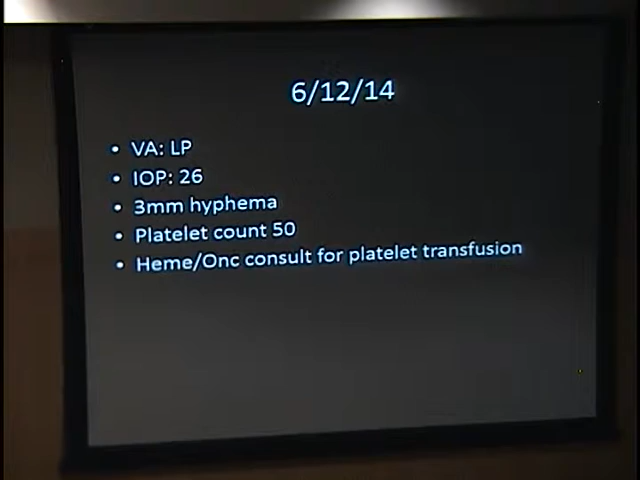 6/12/14
• VA: LP
• IOP: 26
• 3mm hyphema
• Platelet count 50
• Heme/Onc consult for platelet transfusion